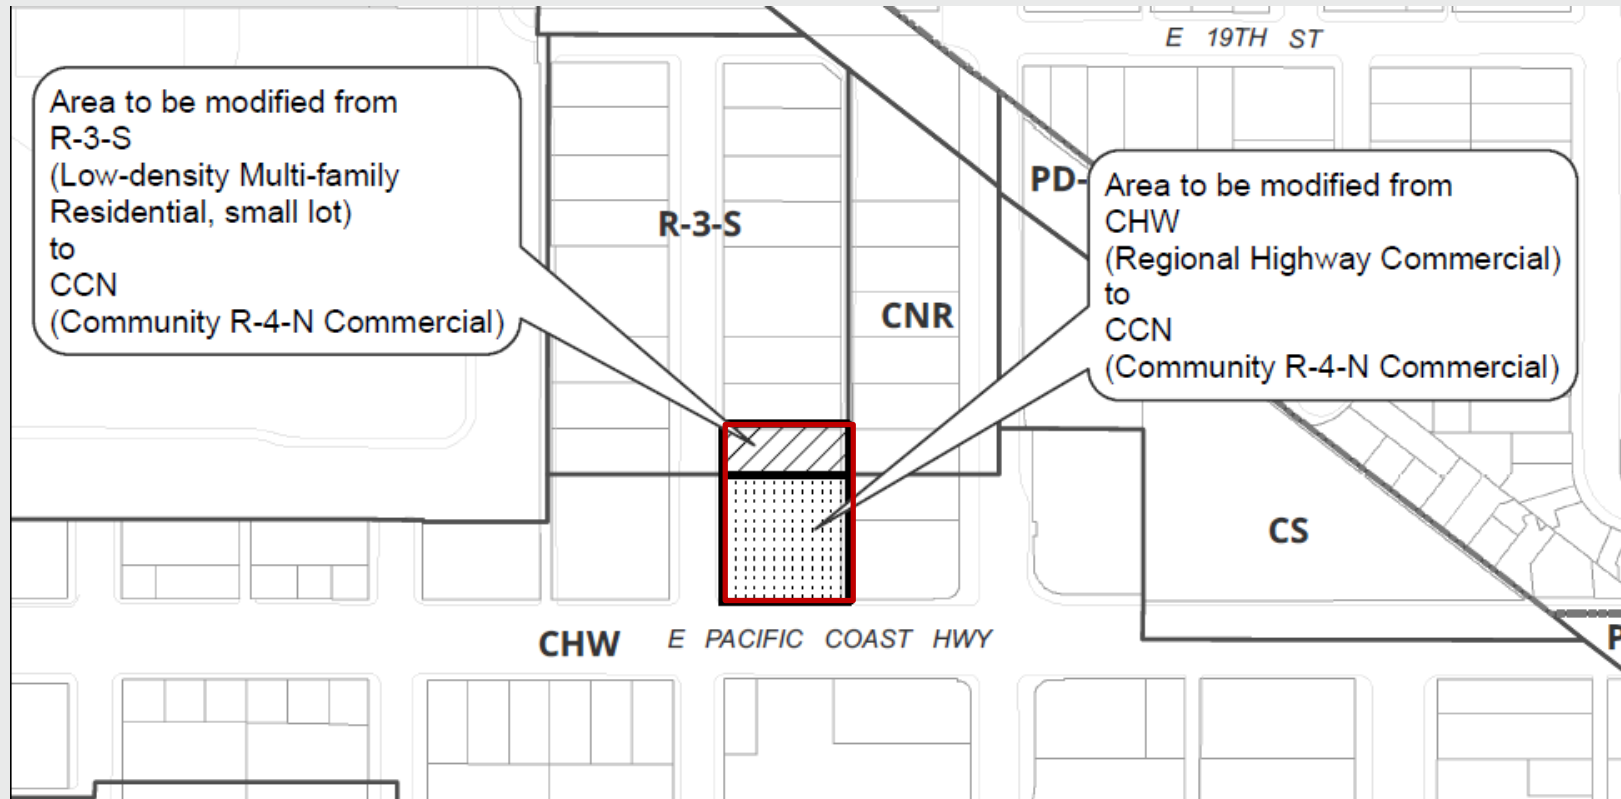 E 19TH ST
Area to be modified from
R-3-S
(Low-density Multi-family
Residential, small lot)
to
CCN
(Community R-4-N Commercial)
PD-
Area to be modified from
CHW
(Regional Highway Commercial)
to
CCN
(Community R-4-N Commercial)
R-3-S
CNR
CS
CHW
E PACIFIC COAST HWY
P